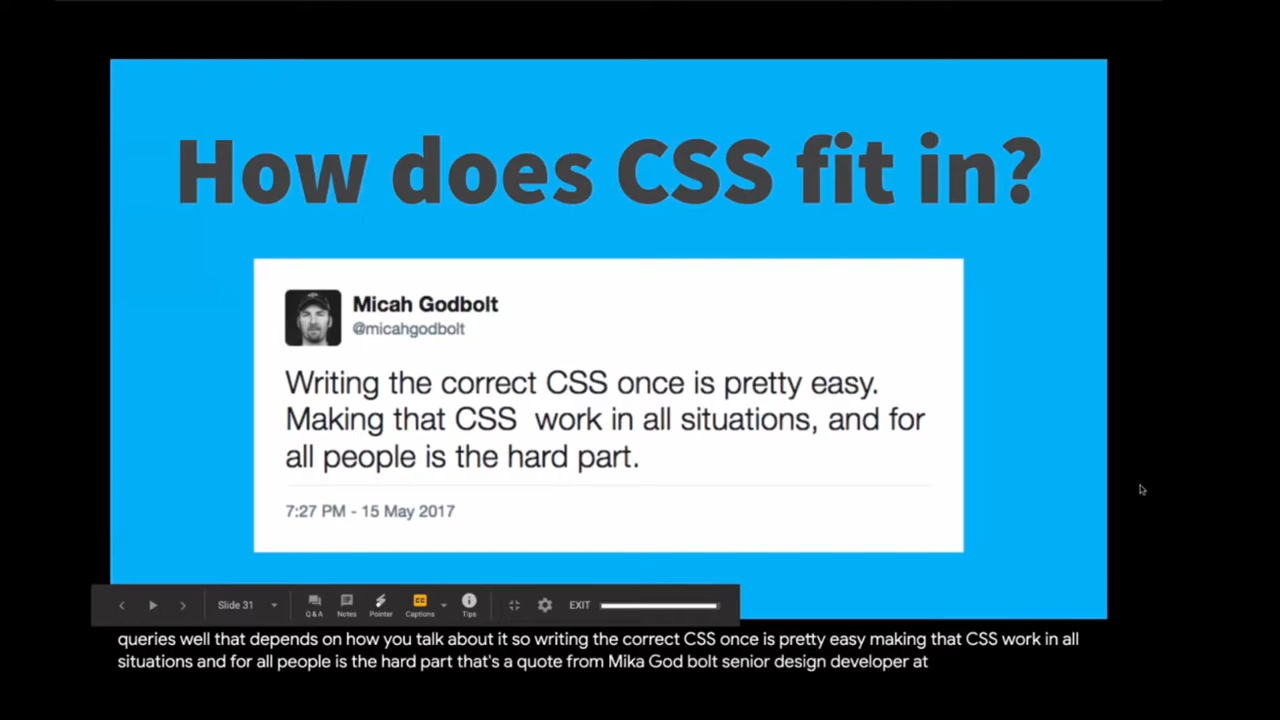 How does CSS fit in?
Micah Godbolt
@micahgodbolt
Writing the correct CSS once is pretty easy.
Making that CSS  work in all situations, and for
all people is the hard part.
7:27 PM - 15 May 2017
Slide 31
Q&A
Notes
Pointer
CC
Captions
Tips
EXIT
queries well that depends on how you talk about it so writing the correct CSS once is pretty easy making that CSS work in all
situations and for all people is the hard part that's a quote from Mika God bolt senior design developer at